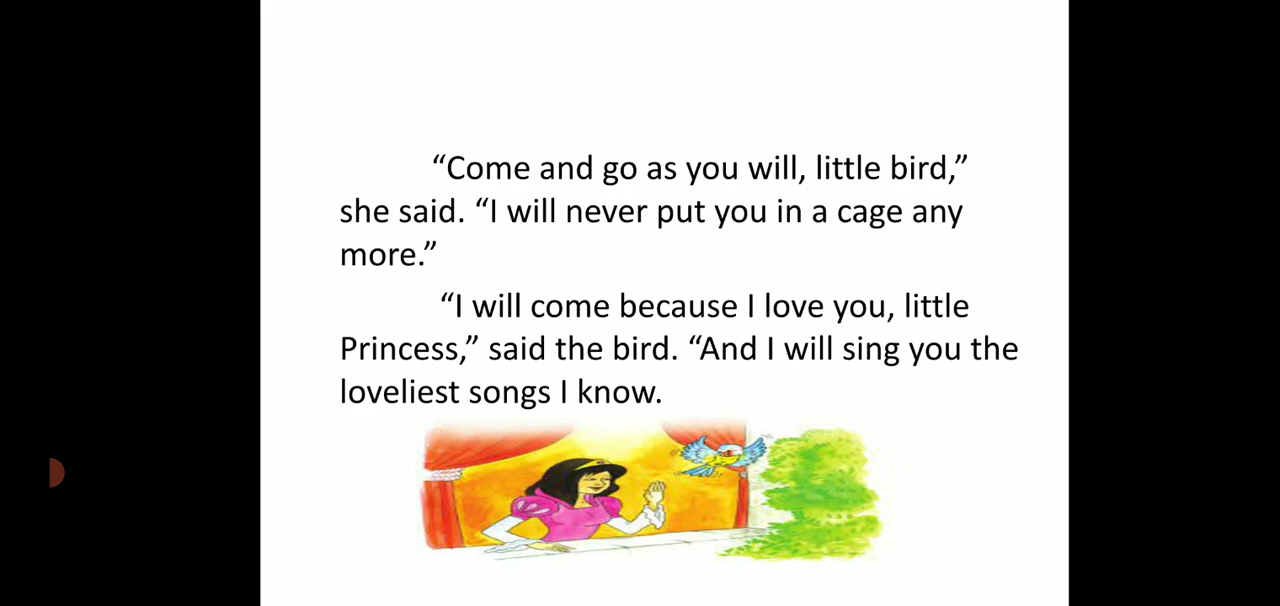 “Come and go as you will, little bird,”
she said. “I will never put you in a cage any
more.”
“I will come because I love you, little
Princess,” said the bird. “And I will sing you the
loveliest songs I know.